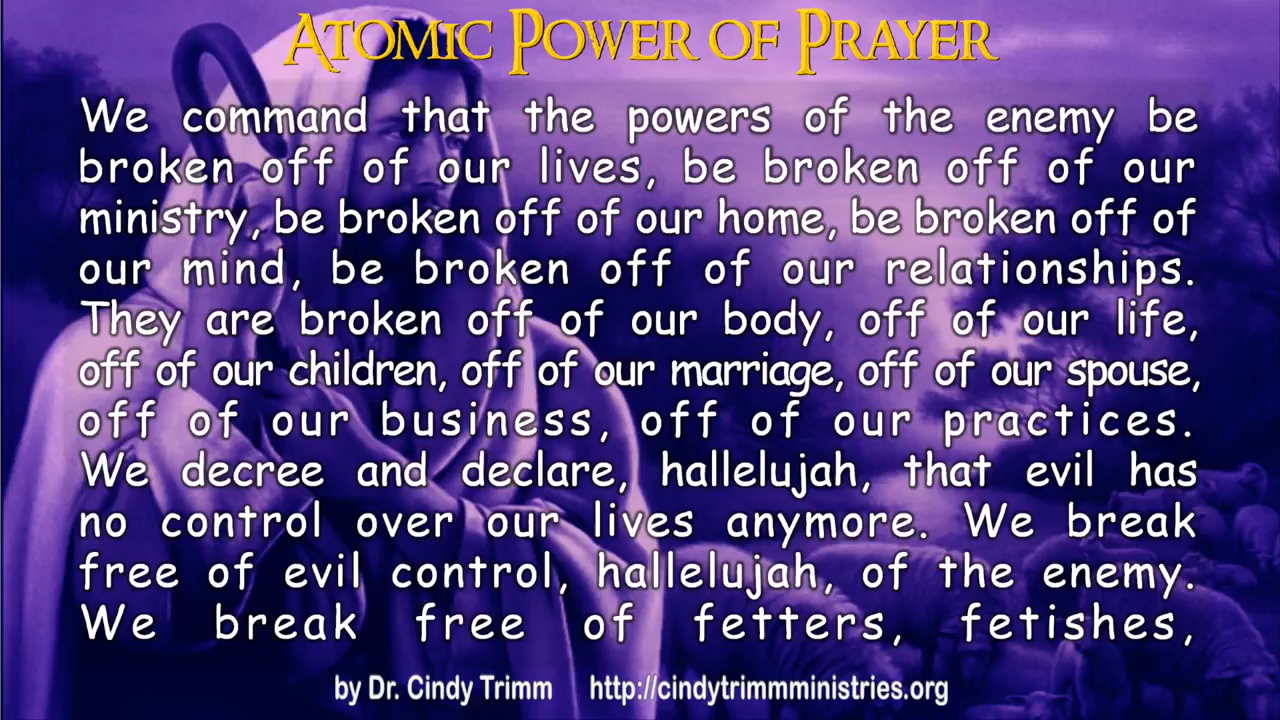 Atomic Power of Prayer
We command that the powers of the enemy be
broken off of our lives, be broken off of our
ministry, be broken off of our home, be broken off of
our mind, be broken off of our relationships.
They are broken off of our body, off of our life,
off of our children, off of our marriage, off of our spouse,
off of our business, off of our practices.
We decree and declare, hallelujah, that evil has
no control over our lives anymore. We break
free of evil control, hallelujah, of the enemy.
We break free of fetters, fetishes,
by Dr. Cindy Trimm http://cindytrimmministries.org